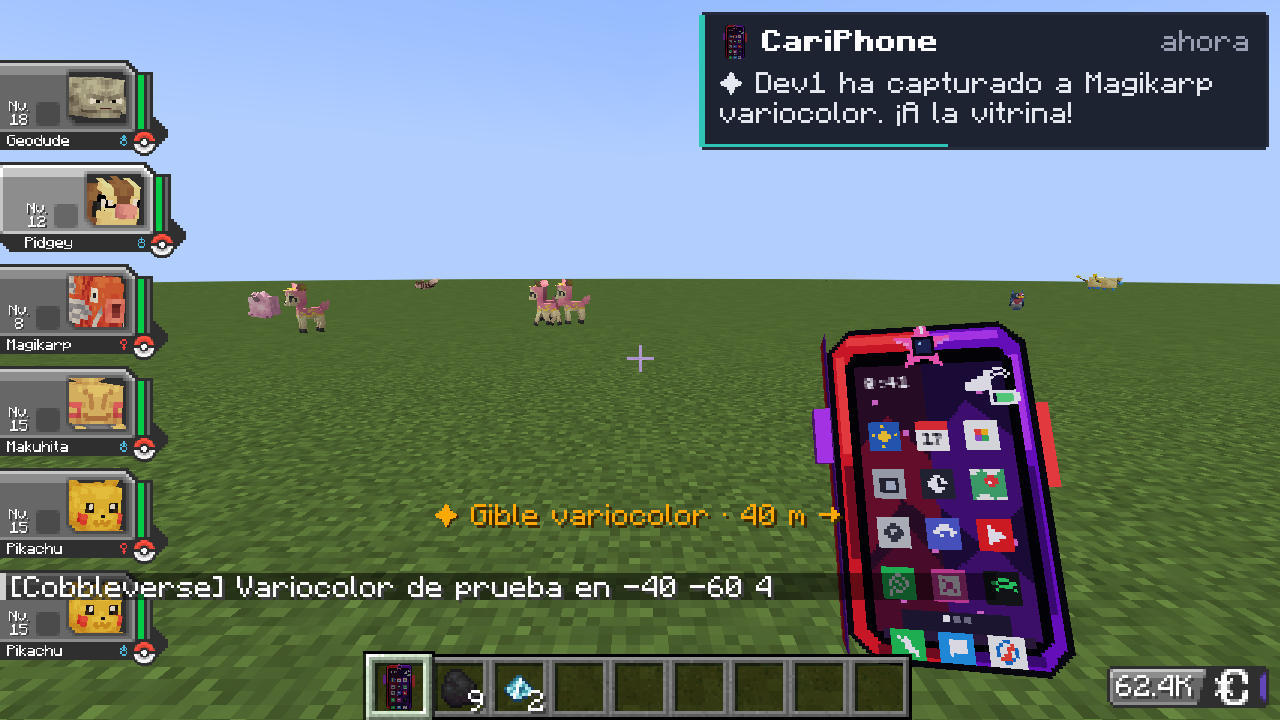 CariPhone ahora
✦ Dev1 ha capturado a Magikarp
variocolor. ¡A la vitrina!
Nv.
18
Geodude
Nv.
12
Pidgey
Nv.
8
Magikarp
Nv.
15
Makuhita
Nv.
15
Pikachu
Nv.
15
Pikachu
17
✦ Gible variocolor · 40 m →
[Cobbleverse] Variocolor de prueba en -40 -60 4
9
2
62.4K